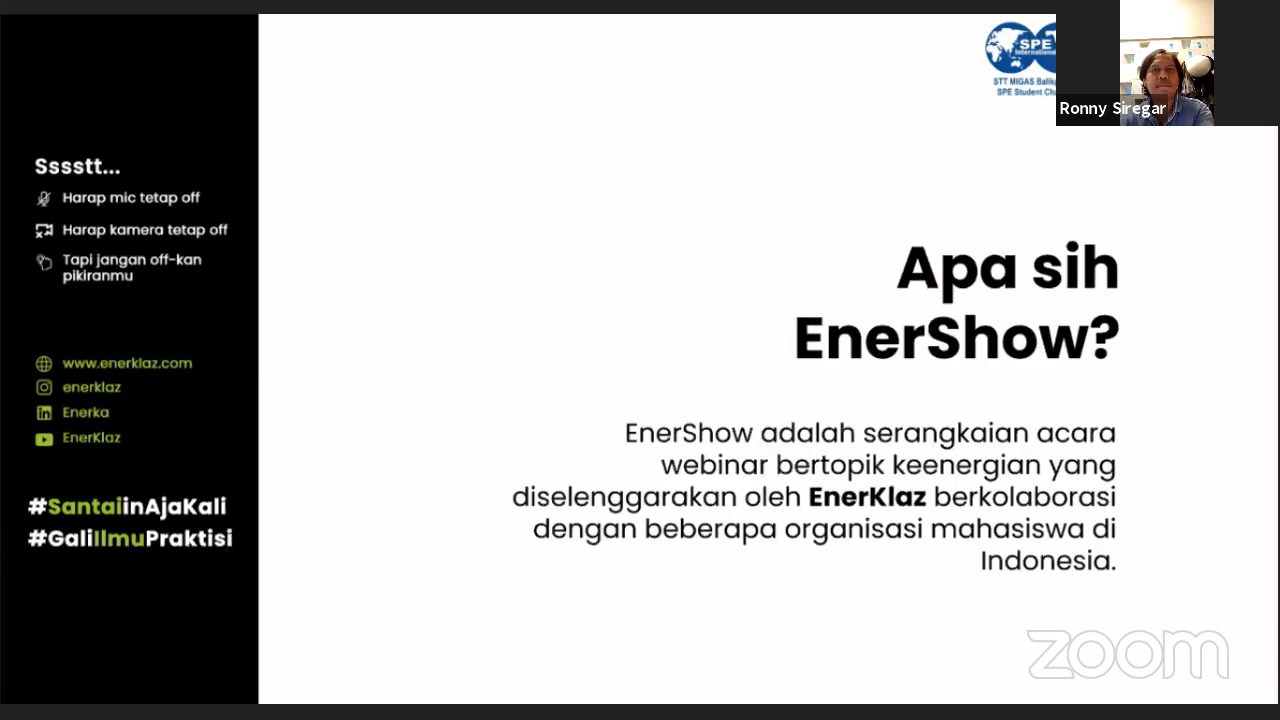 SPE
International
STT MIGAS
SPE Student
Ronny Siregar
Sssstt...
Harap mic tetap off
Harap kamera tetap off
Tapi jangan off-kan
pikiranmu
www.enerklaz.com
enerklaz
Enerka
EnerKlaz
#SantaiinAjaKali
#GaliIlmuPraktisi
Apa sih
EnerShow?
EnerShow adalah serangkaian acara
webinar bertopik keenergian yang
diselenggarakan oleh EnerKlaz berkolaborasi
dengan beberapa organisasi mahasiswa di
Indonesia.
zoom